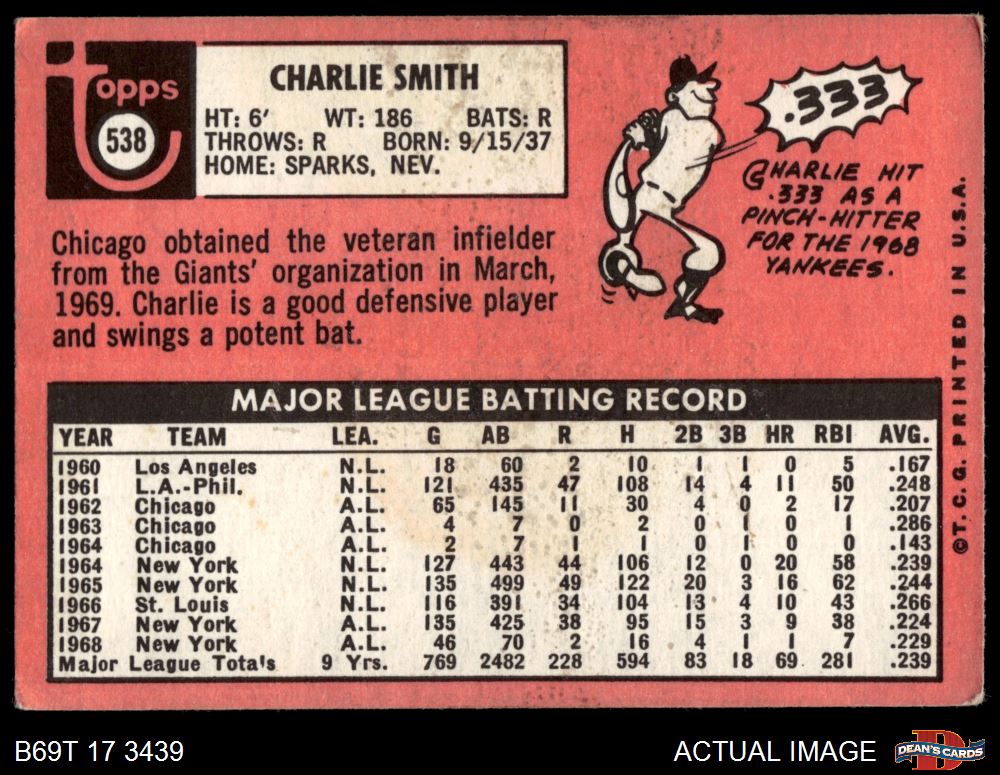 Topps
538
CHARLIE SMITH
HT: 6' WT: 186 BATS: R
THROWS: R BORN: 9/15/37
HOME: SPARKS, NEV.
.333
CHARLIE HIT
.333 AS A
PINCH-HITTER
FOR THE 1968
YANKEES.
Chicago obtained the veteran infielder
from the Giants' organization in March,
1969. Charlie is a good defensive player
and swings a potent bat.
MAJOR LEAGUE BATTING RECORD
YEAR TEAM LEA. G AB R H 2B 3B HR RBI AVG.
1960 Los Angeles N.L. 18 60 2 10 1 1 0 5 .167
1961 L.A.-Phil. N.L. 121 435 47 108 14 4 11 50 .248
1962 Chicago A.L. 65 145 11 30 4 0 2 17 .207
1963 Chicago A.L. 4 7 0 2 0 1 0 1 .286
1964 Chicago A.L. 2 7 1 1 0 1 0 0 .143
1964 New York N.L. 127 443 44 106 12 0 20 58 .239
1965 New York N.L. 135 499 49 122 20 3 16 62 .244
1966 St. Louis N.L. 116 391 34 104 13 4 10 43 .266
1967 New York A.L. 135 425 38 95 15 3 9 38 .224
1968 New York A.L. 46 70 2 16 4 1 1 7 .229
Major League Totals 9 Yrs. 769 2482 228 594 83 18 69 281 .239
©T.C.G. PRINTED IN U.S.A.
B69T 17 3439
ACTUAL IMAGE
DEAN'S CARDS